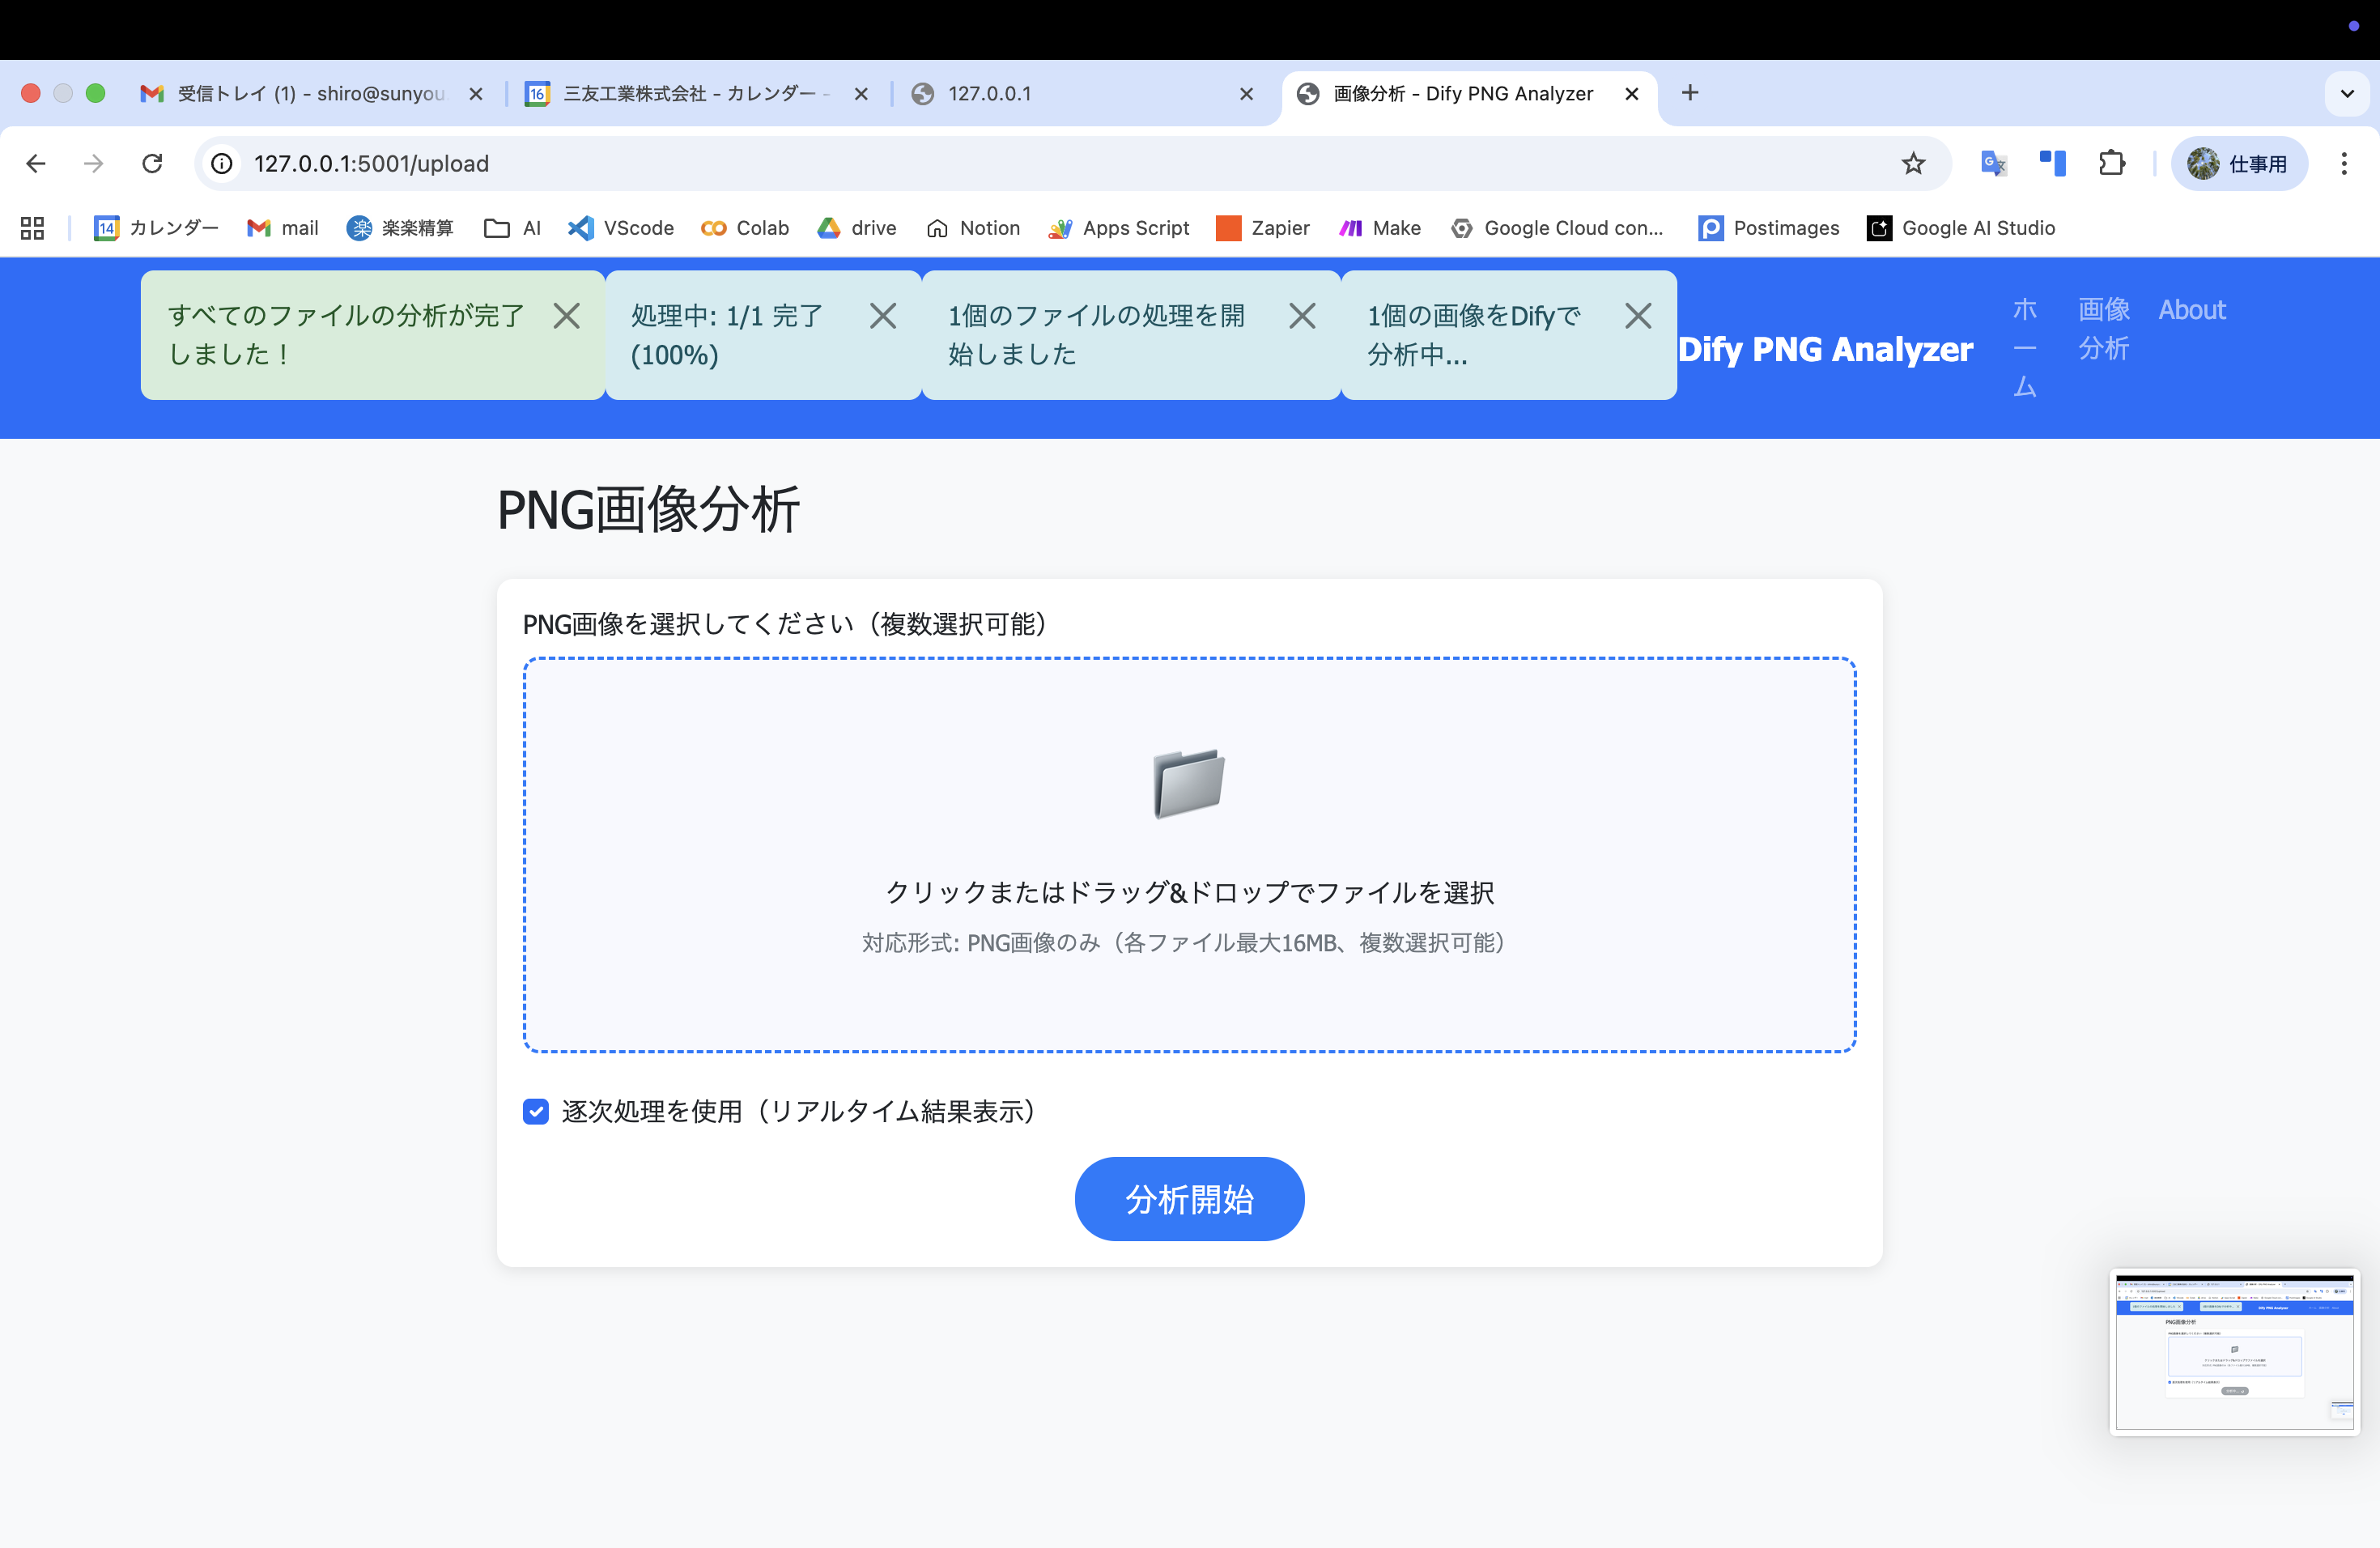 受信トレイ (1) - shiro@sunyou
三友工業株式会社 - カレンダー -
127.0.0.1
画像分析 - Dify PNG Analyzer
127.0.0.1:5001/upload
仕事用
カレンダー
mail
楽楽精算
AI
VScode
Colab
drive
Notion
Apps Script
Zapier
Make
Google Cloud con...
Postimages
Google AI Studio
すべてのファイルの分析が完了
しました！
処理中: 1/1 完了
(100%)
1個のファイルの処理を開
始しました
1個の画像をDifyで
分析中...
Dify PNG Analyzer
ホ
ー
ム
画像
分析
About
PNG画像分析
PNG画像を選択してください（複数選択可能）
クリックまたはドラッグ&ドロップでファイルを選択
対応形式: PNG画像のみ（各ファイル最大16MB、複数選択可能）
逐次処理を使用（リアルタイム結果表示）
分析開始